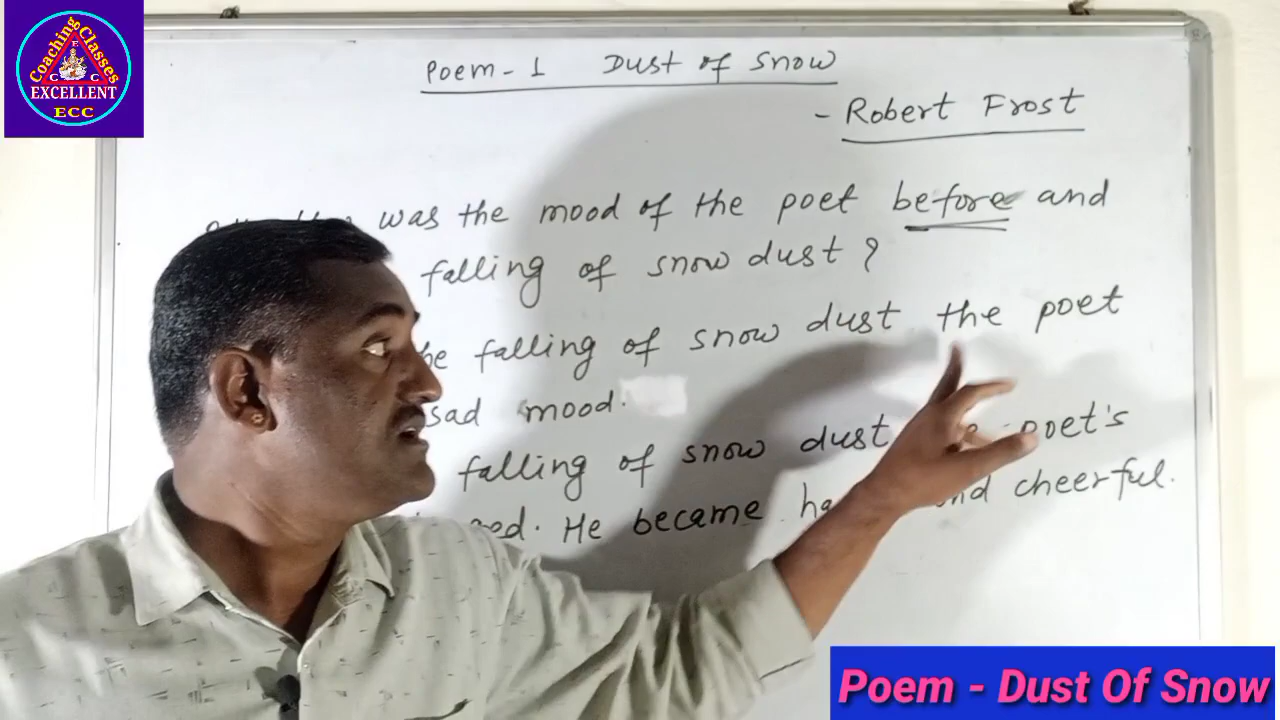 Coaching Classes
E
C C
EXCELLENT
ECC
Poem - 1 Dust of Snow
- Robert Frost
was the mood of the poet before and
falling of snow dust ?
falling of snow dust the poet
sad mood.
falling of snow dust poet's
He became and cheerful.
Poem - Dust Of Snow